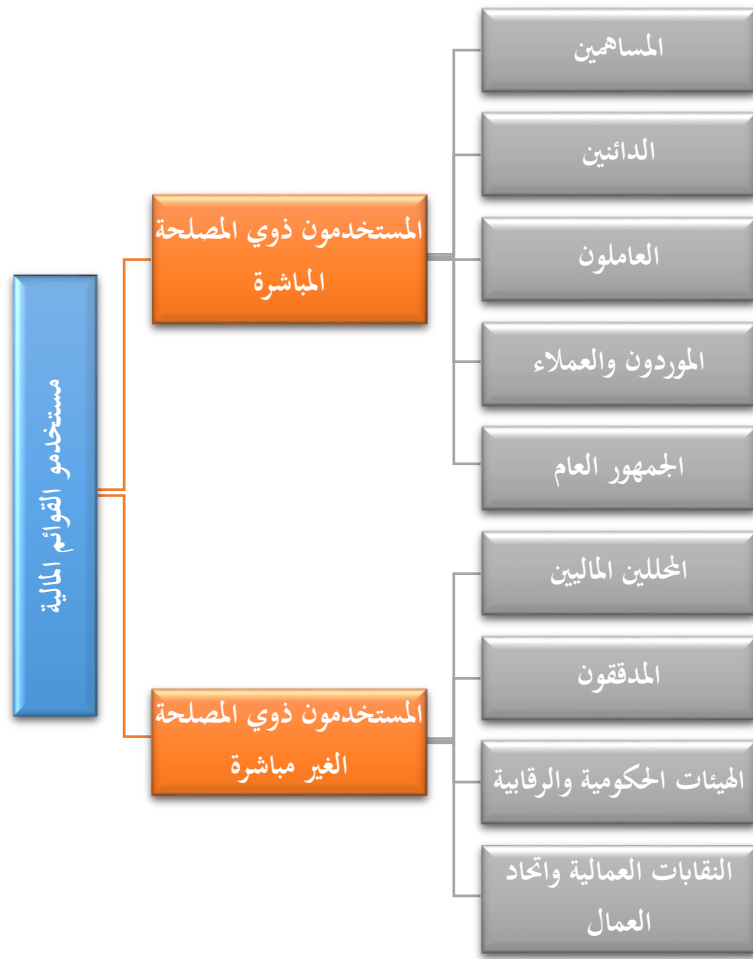 مستخدمو القوائم المالية
المستخدمون ذوي المصلحة
المباشرة
المساهمين
الدائنين
العاملون
الموردون والعملاء
الجمهور العام
المستخدمون ذوي المصلحة
الغير مباشرة
المحللين الماليين
المدققون
الهيئات الحكومية والرقابية
النقابات العمالية واتحاد
العمال